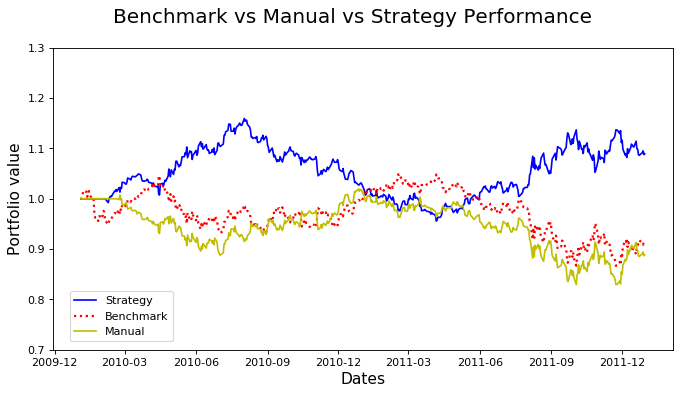 Benchmark vs Manual vs Strategy Performance
1.3
1.2
1.1
1.0
0.9
0.8
0.7
Portfolio value
Strategy
Benchmark
Manual
2009-12 2010-03 2010-06 2010-09 2010-12 2011-03 2011-06 2011-09 2011-12
Dates